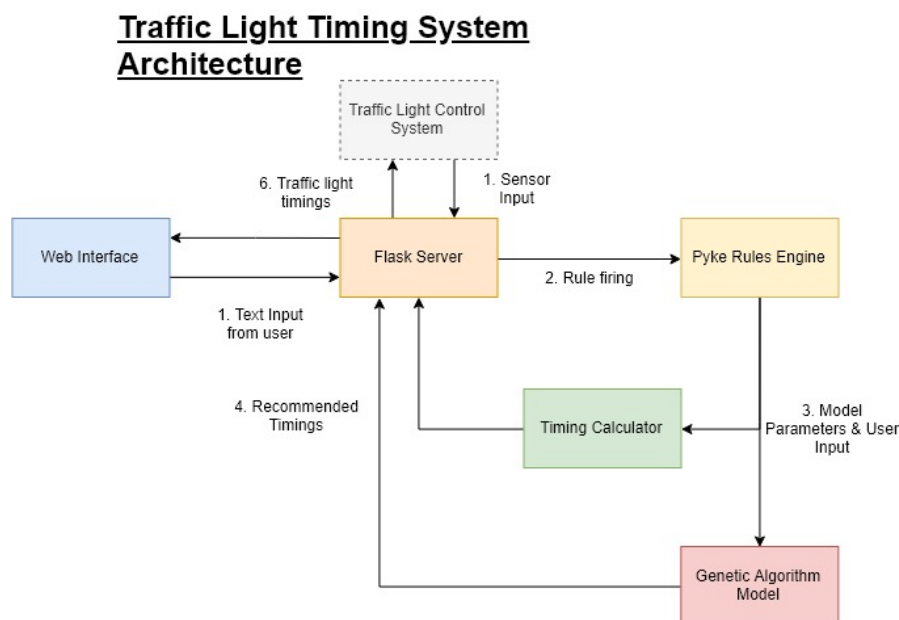 Traffic Light Timing System
Architecture
Traffic Light Control
System
6. Traffic light
timings
1. Sensor
Input
Web Interface
Flask Server
Pyke Rules Engine
2. Rule firing
1. Text Input
from user
4. Recommended
Timings
Timing Calculator
3. Model
Parameters & User
Input
Genetic Algorithm
Model